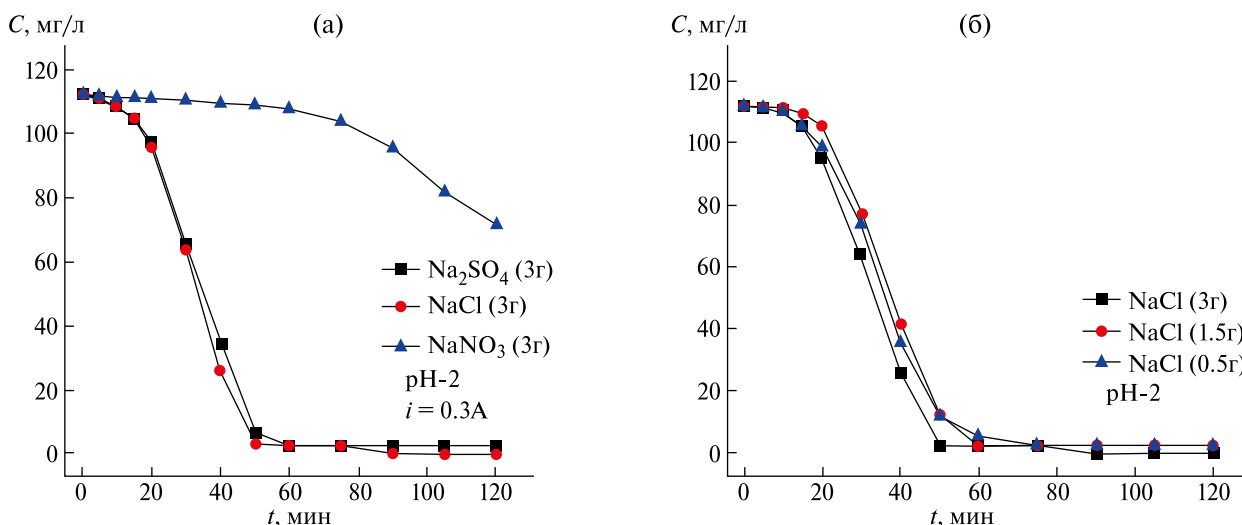 (а)
C, мг/л
120
100
80
60
40
20
0
0 20 40 60 80 100 120
t, мин
Na₂SO₄ (3г)
NaCl (3г)
NaNO₃ (3г)
pH-2
i = 0.3A
(б)
C, мг/л
120
100
80
60
40
20
0
0 20 40 60 80 100 120
t, мин
NaCl (3г)
NaCl (1.5г)
NaCl (0.5г)
pH-2